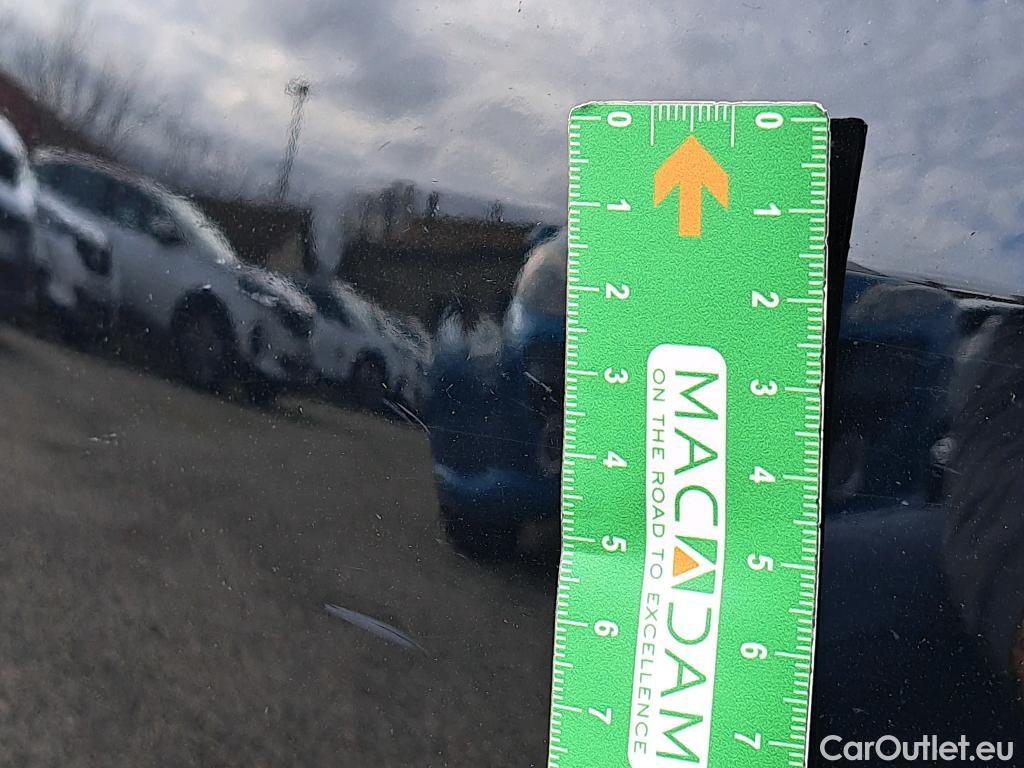 0 0
1 1
2 2
3 3
4 4
5 5
6 6
7 7
MACADAM
ON THE ROAD TO EXCELLENCE
CarOutlet.eu